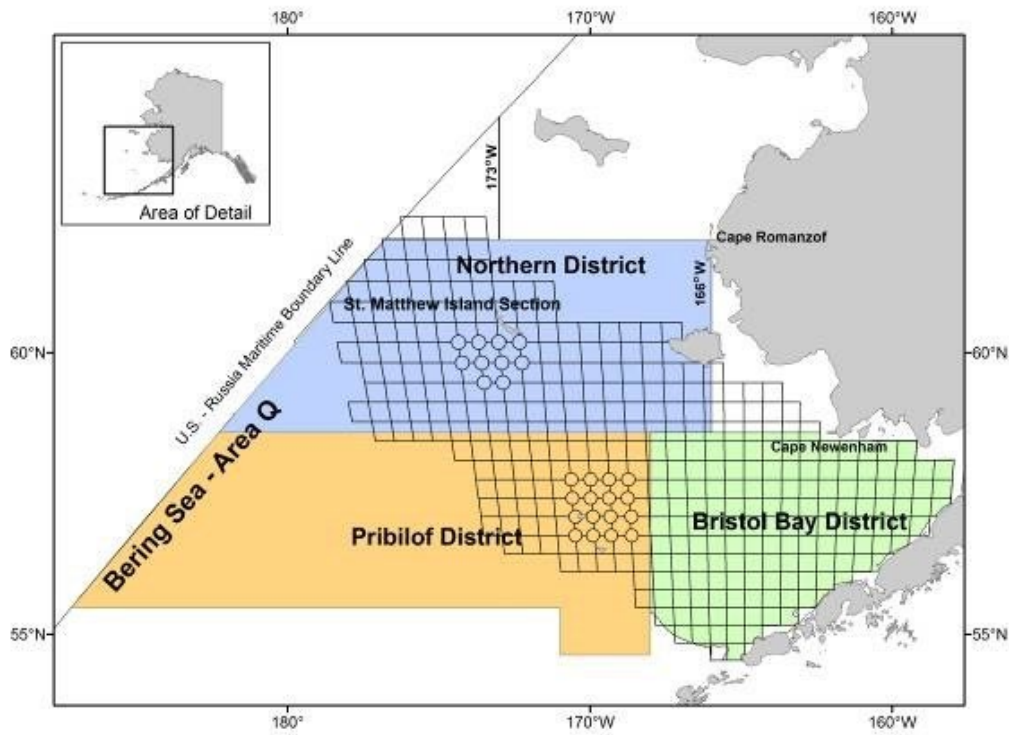 180°
170°W
160°W
Area of Detail
173°W
Cape Romanzof
Northern District
166°W
St. Matthew Island Section
U.S. - Russia Maritime Boundary Line
60°N
60°N
Bering Sea - Area Q
Cape Newenham
Pribilof District
Bristol Bay District
55°N
55°N
180°
170°W
160°W